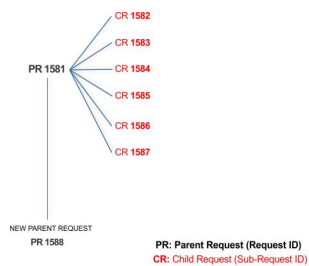 CR 1582
CR 1583
PR 1581
CR 1584
CR 1585
CR 1586
CR 1587
NEW PARENT REQUEST
PR 1588
PR: Parent Request (Request ID)
CR: Child Request (Sub-Request ID)